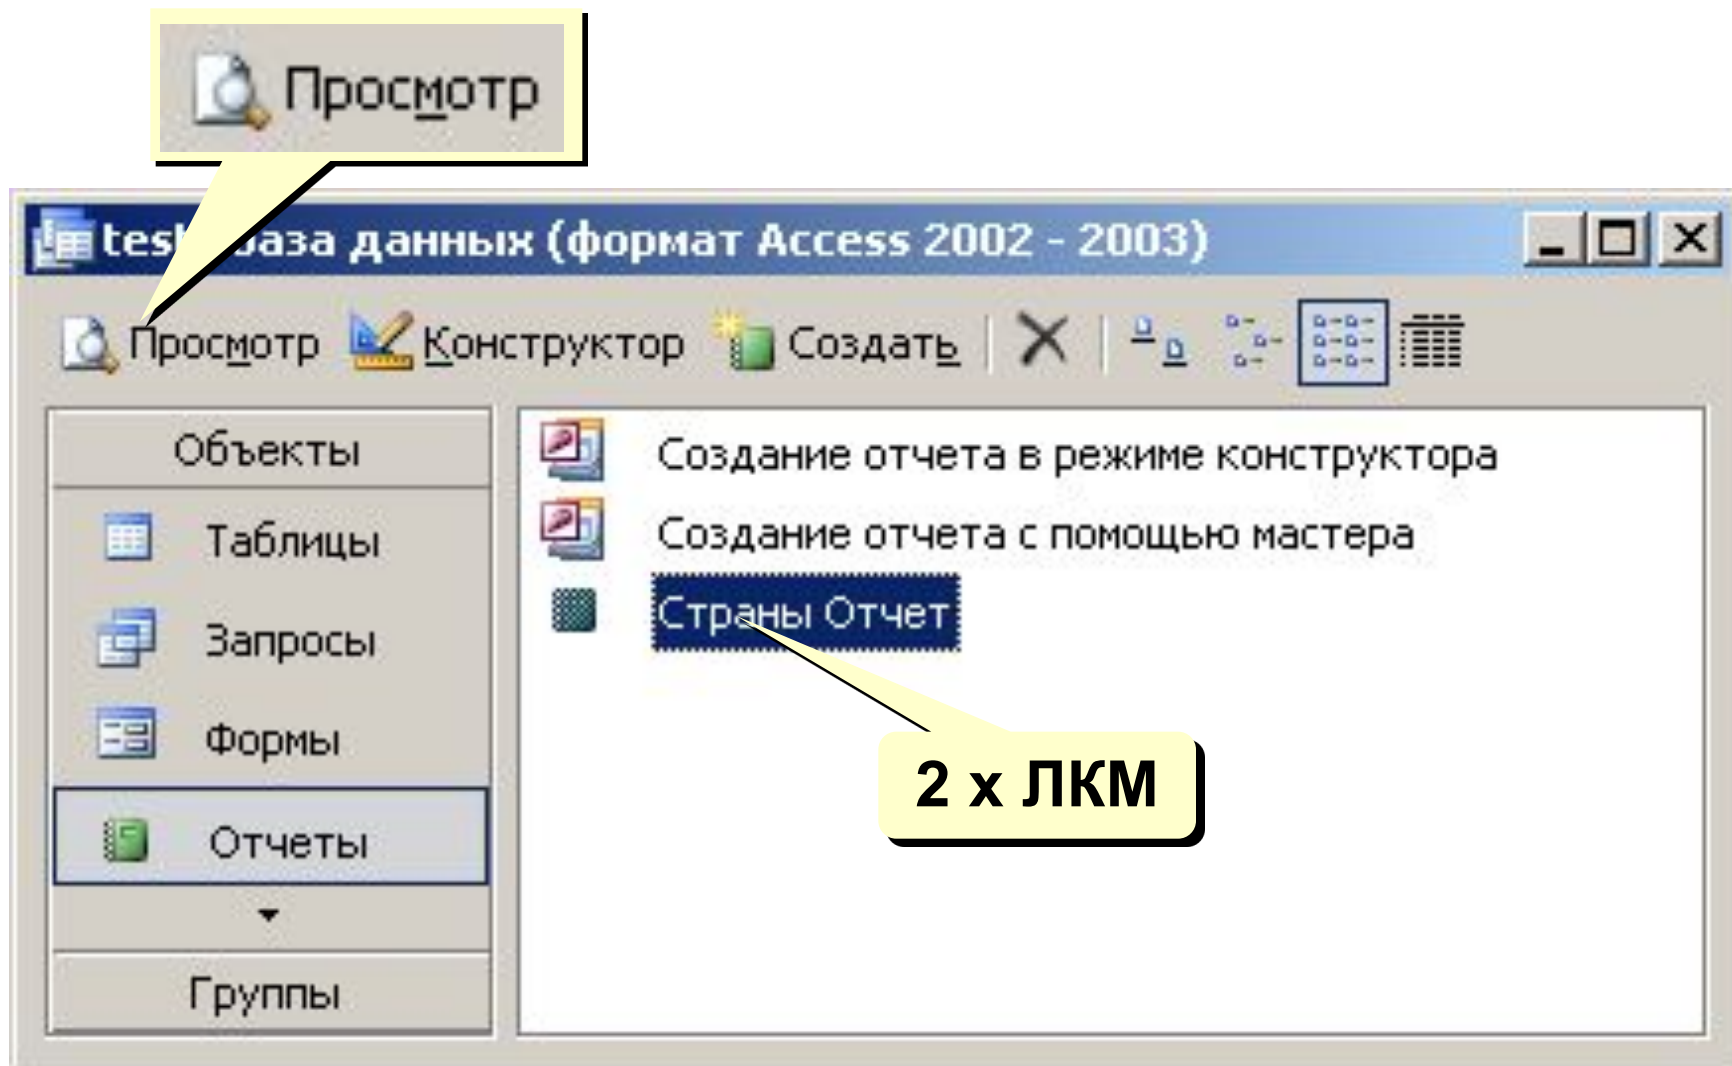 Просмотр
test база данных (формат Access 2002 - 2003)
Просмотр Конструктор Создать
Объекты
Таблицы
Запросы
Формы
Отчеты
Группы
Создание отчета в режиме конструктора
Создание отчета с помощью мастера
Страны Отчет
2 x ЛКМ